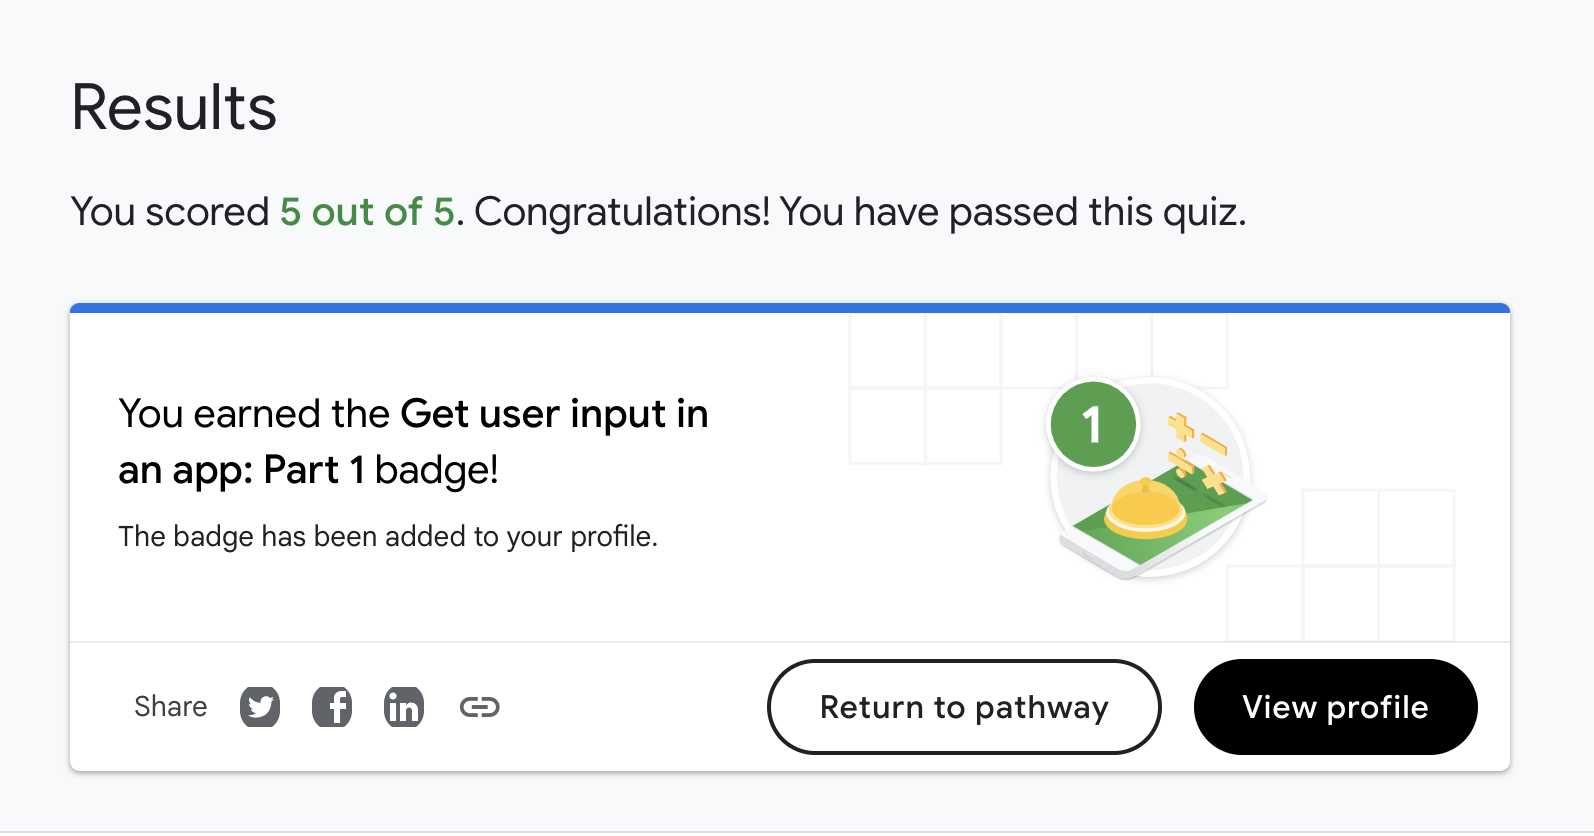 Results
You scored 5 out of 5. Congratulations! You have passed this quiz.
You earned the Get user input in
an app: Part 1 badge!
The badge has been added to your profile.
1
Share
Return to pathway
View profile